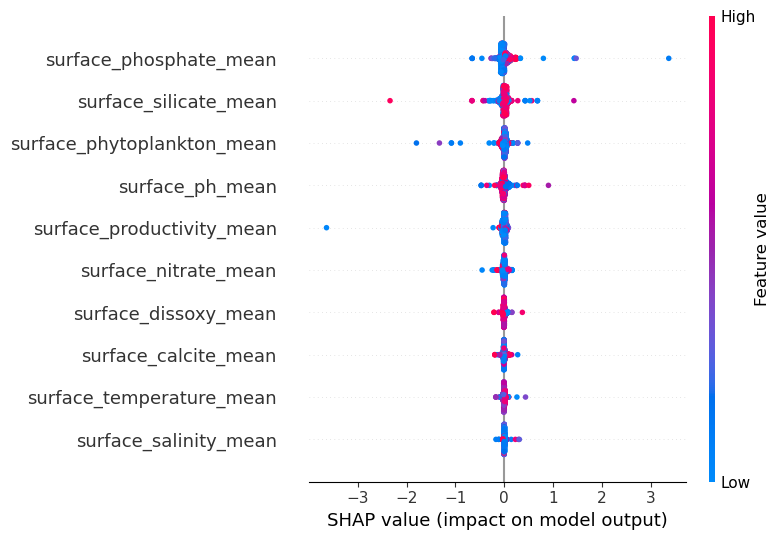 High
surface_phosphate_mean
surface_silicate_mean
surface_phytoplankton_mean
surface_ph_mean
surface_productivity_mean
surface_nitrate_mean
surface_dissoxy_mean
surface_calcite_mean
surface_temperature_mean
surface_salinity_mean
Feature value
Low
−3 −2 −1 0 1 2 3
SHAP value (impact on model output)